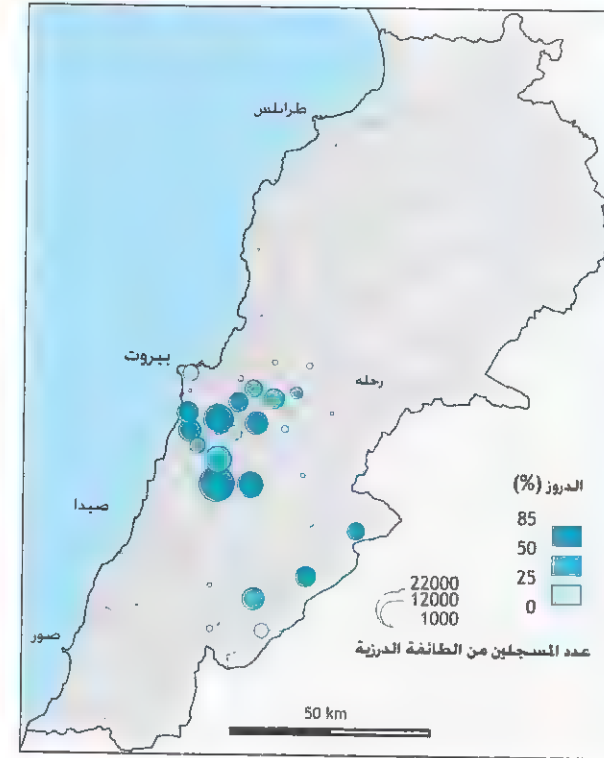 طرابلس
بيروت
زحله
صيدا
صور
الدروز (%)
85
50
25
0
22000
12000
1000
عدد المسجلين من الطائفة الدرزية
50 km